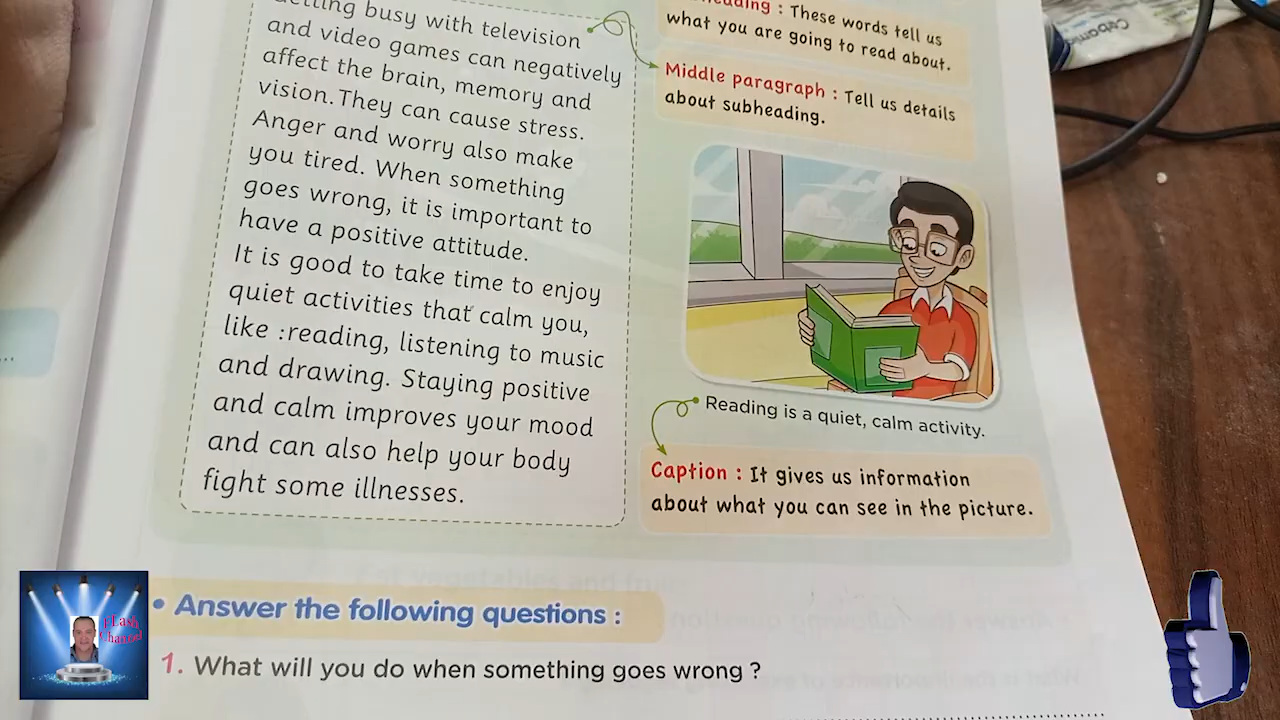 busy with television
and video games can negatively
affect the brain, memory and
vision. They can cause stress.
Anger and worry also make
you tired. When something
goes wrong, it is important to
have a positive attitude.
It is good to take time to enjoy
quiet activities that calm you,
like :reading, listening to music
and drawing. Staying positive
and calm improves your mood
and can also help your body
fight some illnesses.
: These words tell us
what you are going to read about.
Middle paragraph : Tell us details
about subheading.
Reading is a quiet, calm activity.
Caption : It gives us information
about what you can see in the picture.
• Answer the following questions :
1. What will you do when something goes wrong ?
FLash
Channel